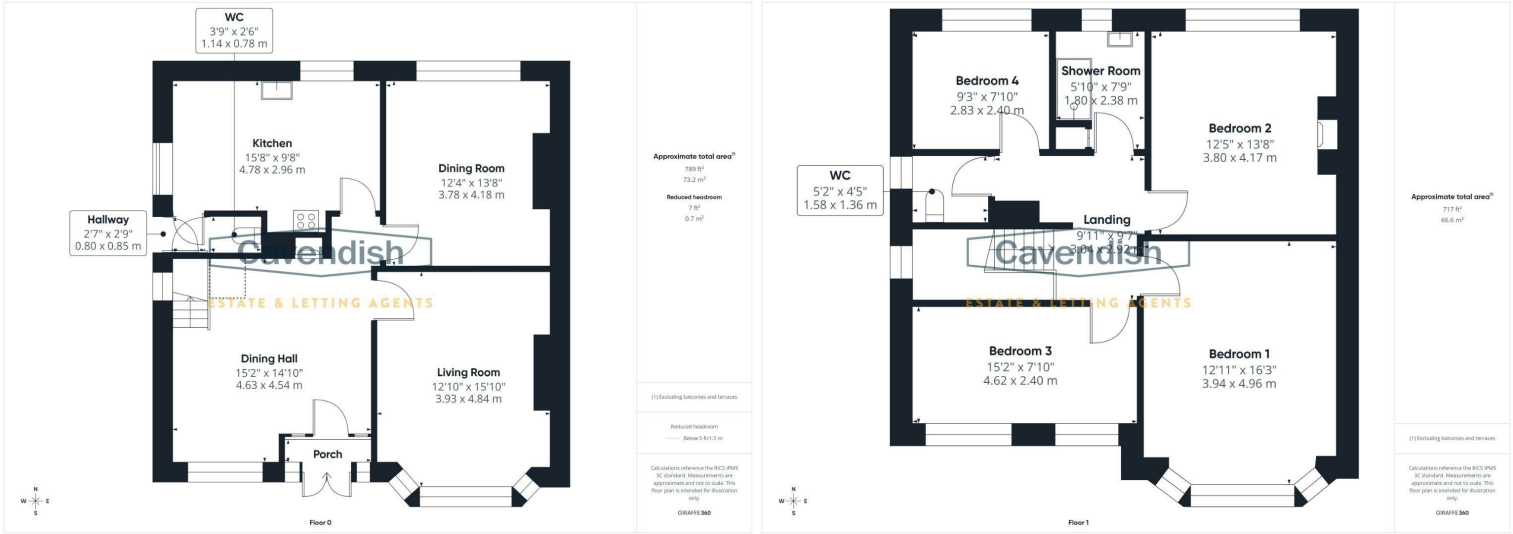 WC
3'9" x 2'6"
1.14 x 0.78 m
Kitchen
15'8" x 9'8"
4.78 x 2.96 m
Dining Room
12'4" x 13'8"
3.78 x 4.18 m
Hallway
2'7" x 2'9"
0.80 x 0.85 m
Cavendish
ESTATE & LETTING AGENTS
Dining Hall
15'2" x 14'10"
4.63 x 4.54 m
Living Room
12'10" x 15'10"
3.93 x 4.84 m
Porch
N
W E
S
Floor 0
Approximate total area(1)
789 ft²
73.2 m²
Reduced headroom
7 ft²
0.7 m²
(1) Excluding balconies and terraces
Reduced headroom
Below 5 ft/1.5 m
Calculations reference the RICS IPMS
3C standard. Measurements are
approximate and not to scale. This
floor plan is intended for illustration
only.
GIRAFFE360
Bedroom 4
9'3" x 7'10"
2.83 x 2.40 m
Shower Room
5'10" x 7'9"
1.80 x 2.38 m
Bedroom 2
12'5" x 13'8"
3.80 x 4.17 m
WC
5'2" x 4'5"
1.58 x 1.36 m
Landing
9'11" x 9'7"
3.04 x 2.92 m
Cavendish
ESTATE & LETTING AGENTS
Bedroom 3
15'2" x 7'10"
4.62 x 2.40 m
Bedroom 1
12'11" x 16'3"
3.94 x 4.96 m
N
W E
S
Floor 1
Approximate total area(1)
717 ft²
66.6 m²
(1) Excluding balconies and terraces
Calculations reference the RICS IPMS
3C standard. Measurements are
approximate and not to scale. This
floor plan is intended for illustration
only.
GIRAFFE360